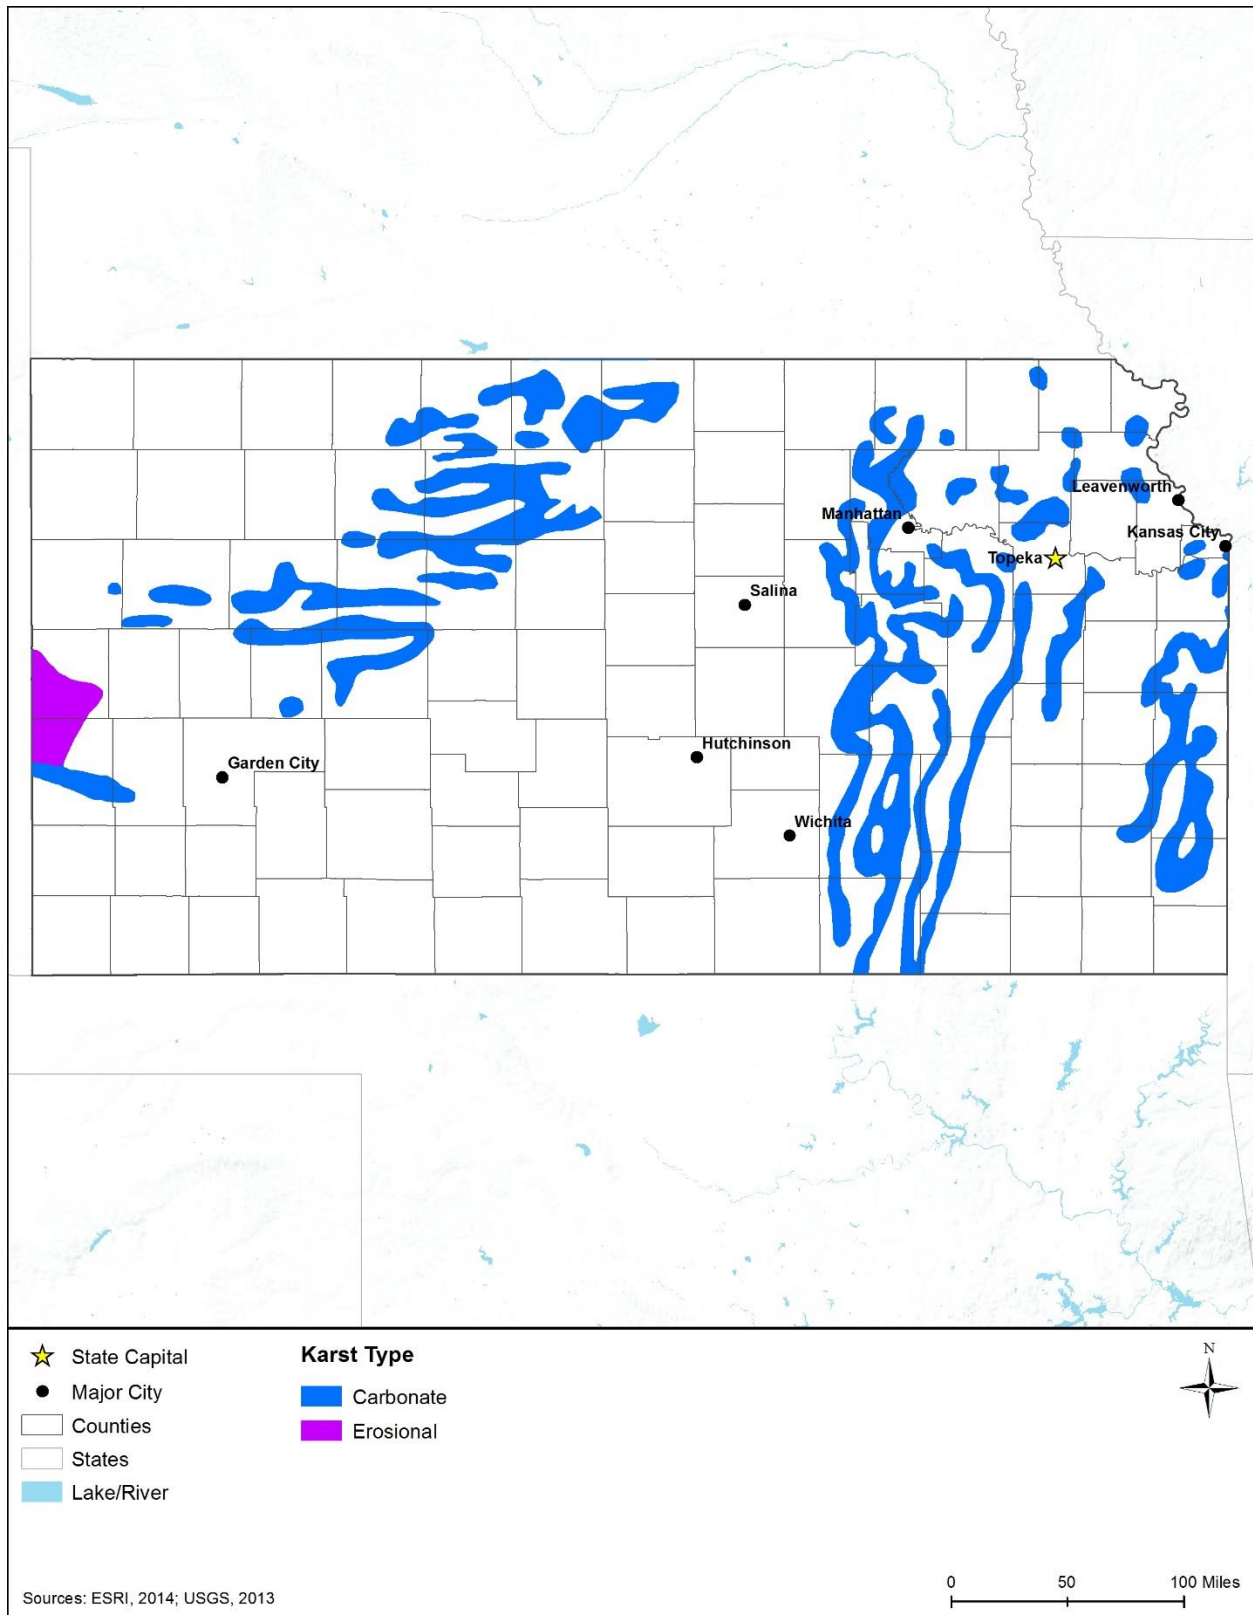 Leavenworth
Manhattan
Kansas City
Topeka
Salina
Hutchinson
Garden City
Wichita
State Capital
Major City
Counties
States
Lake/River
Karst Type
Carbonate
Erosional
N
Sources: ESRI, 2014; USGS, 2013
0 50 100 Miles